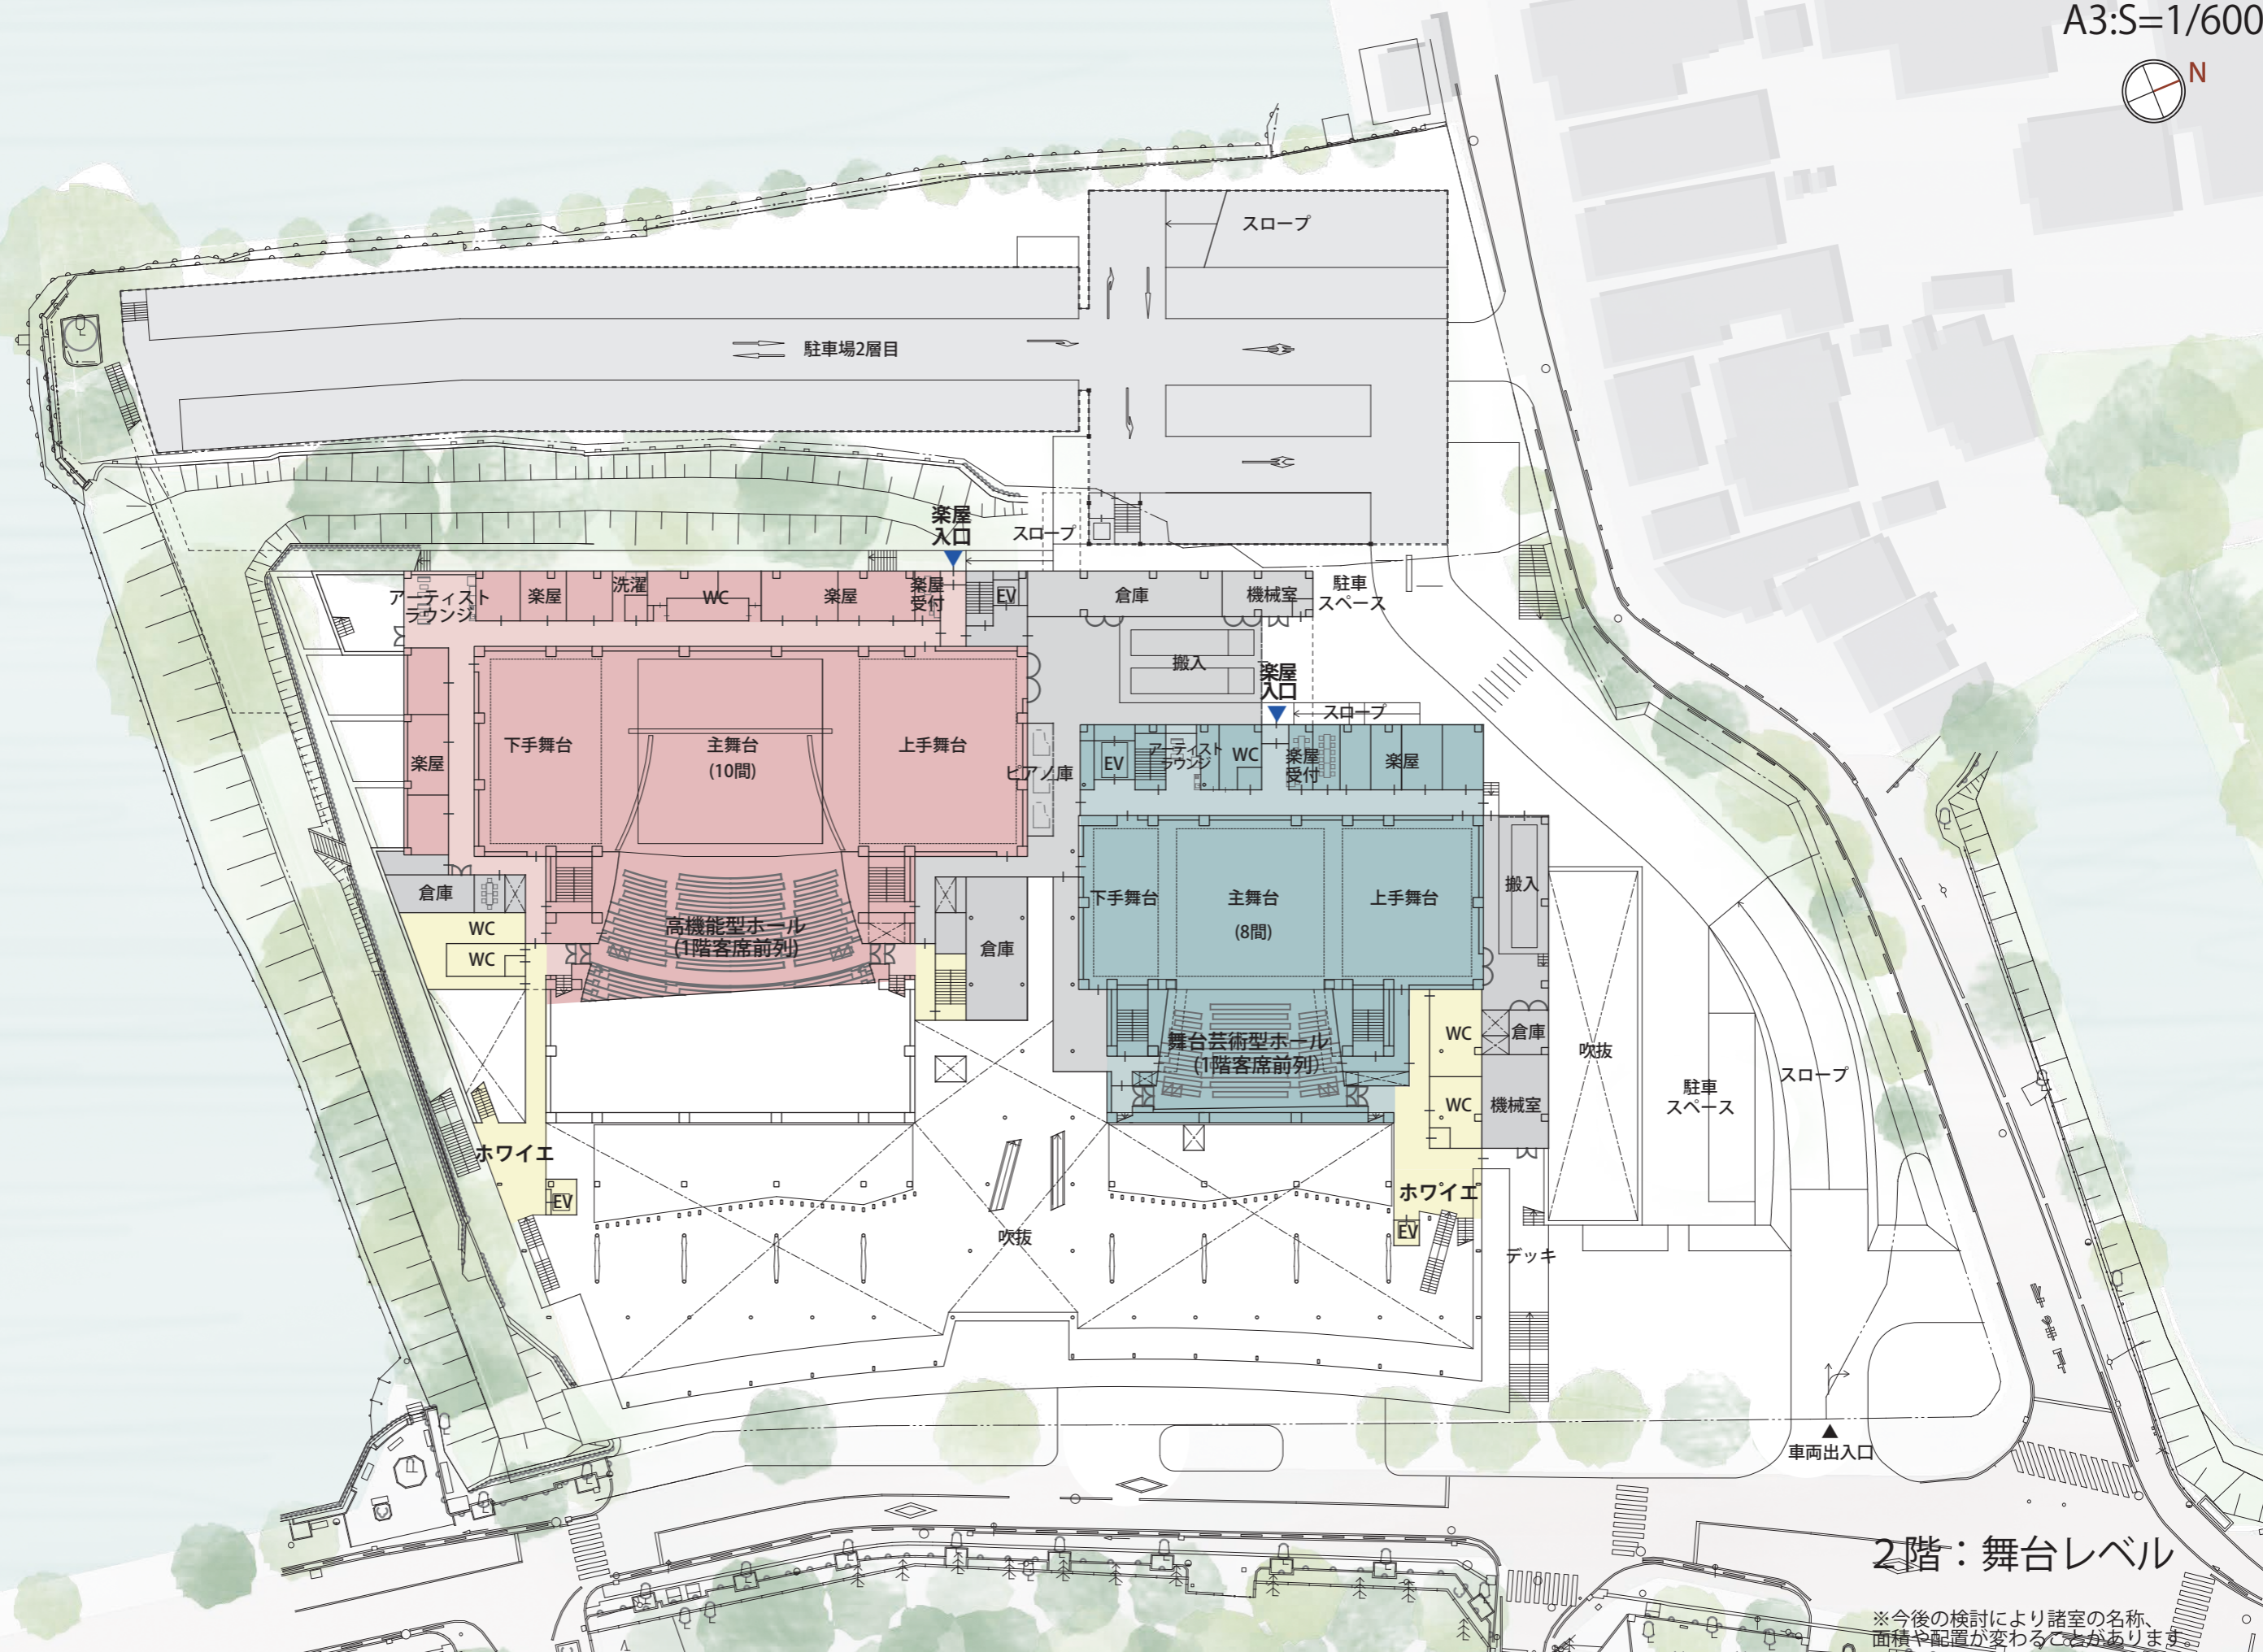 A3:S=1/600
N
スロープ
駐車場2層目
楽屋
入口
スロープ
アーティスト
ラウンジ
楽屋
洗濯
WC
楽屋
楽屋
受付
EV
倉庫
機械室
駐車
スペース
搬入
楽屋
入口
スロープ
下手舞台
主舞台
(10間)
上手舞台
楽屋
ピアノ庫
EV
アーティスト
ラウンジ
WC
楽屋
受付
楽屋
倉庫
WC
WC
高機能型ホール
(1階客席前列)
倉庫
下手舞台
主舞台
(8間)
上手舞台
搬入
舞台芸術型ホール
(1階客席前列)
WC
倉庫
吹抜
WC
機械室
駐車
スペース
スロープ
ホワイエ
EV
吹抜
ホワイエ
EV
デッキ
車両出入口
2階：舞台レベル
※今後の検討により諸室の名称、
面積や配置が変わることがあります